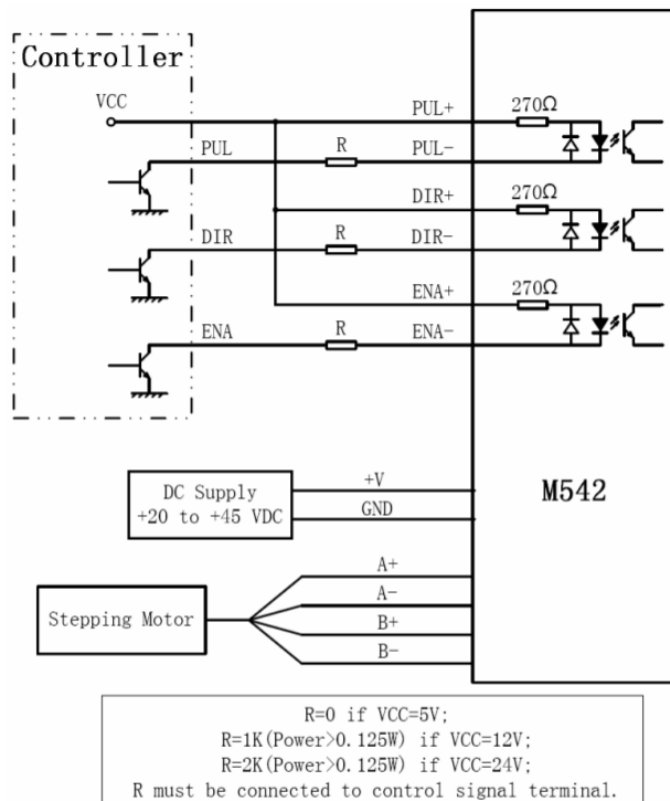 Controller
VCC
PUL+
270Ω
PUL
R
PUL-
DIR+
270Ω
DIR
R
DIR-
ENA+
270Ω
ENA
R
ENA-
DC Supply
+20 to +45 VDC
+V
GND
M542
Stepping Motor
A+
A-
B+
B-
R=0 if VCC=5V;
R=1K(Power>0.125W) if VCC=12V;
R=2K(Power>0.125W) if VCC=24V;
R must be connected to control signal terminal.